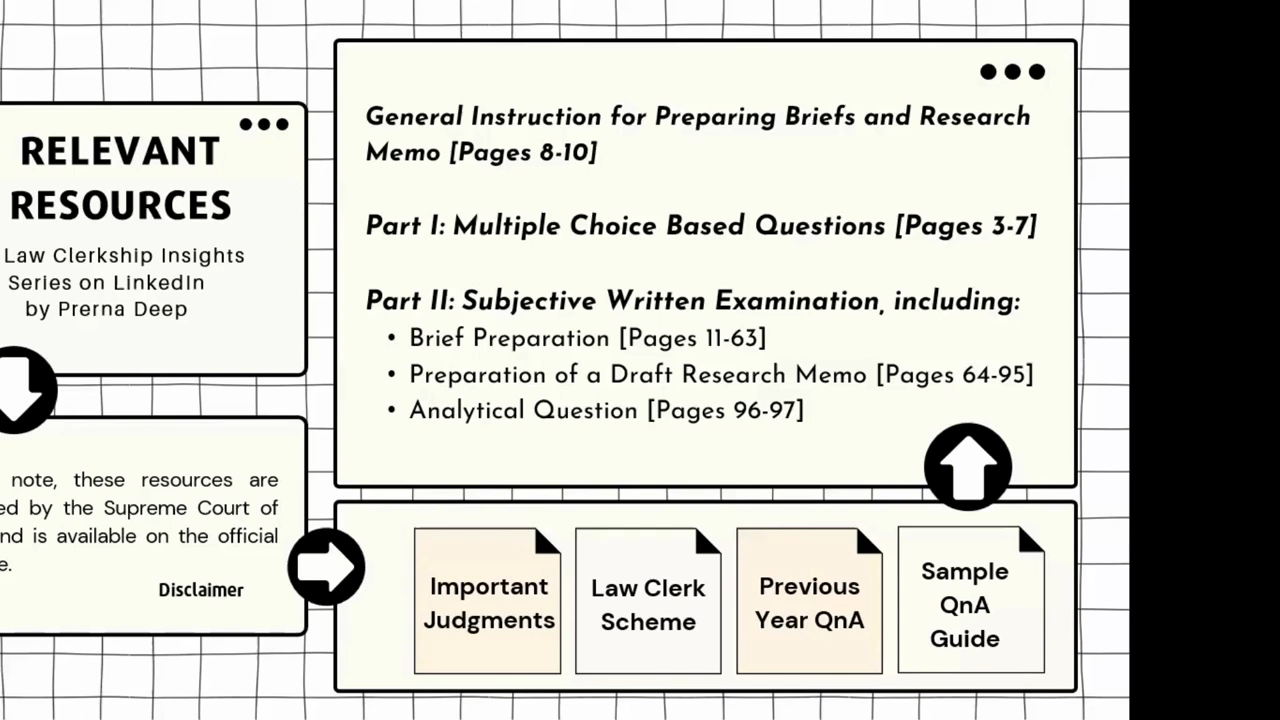 RELEVANT
RESOURCES
Law Clerkship Insights
Series on LinkedIn
by Prerna Deep
note, these resources are
ed by the Supreme Court of
nd is available on the official
e.
Disclaimer
General Instruction for Preparing Briefs and Research
Memo [Pages 8-10]
Part I: Multiple Choice Based Questions [Pages 3-7]
Part II: Subjective Written Examination, including:
• Brief Preparation [Pages 11-63]
• Preparation of a Draft Research Memo [Pages 64-95]
• Analytical Question [Pages 96-97]
Important
Judgments
Law Clerk
Scheme
Previous
Year QnA
Sample
QnA
Guide